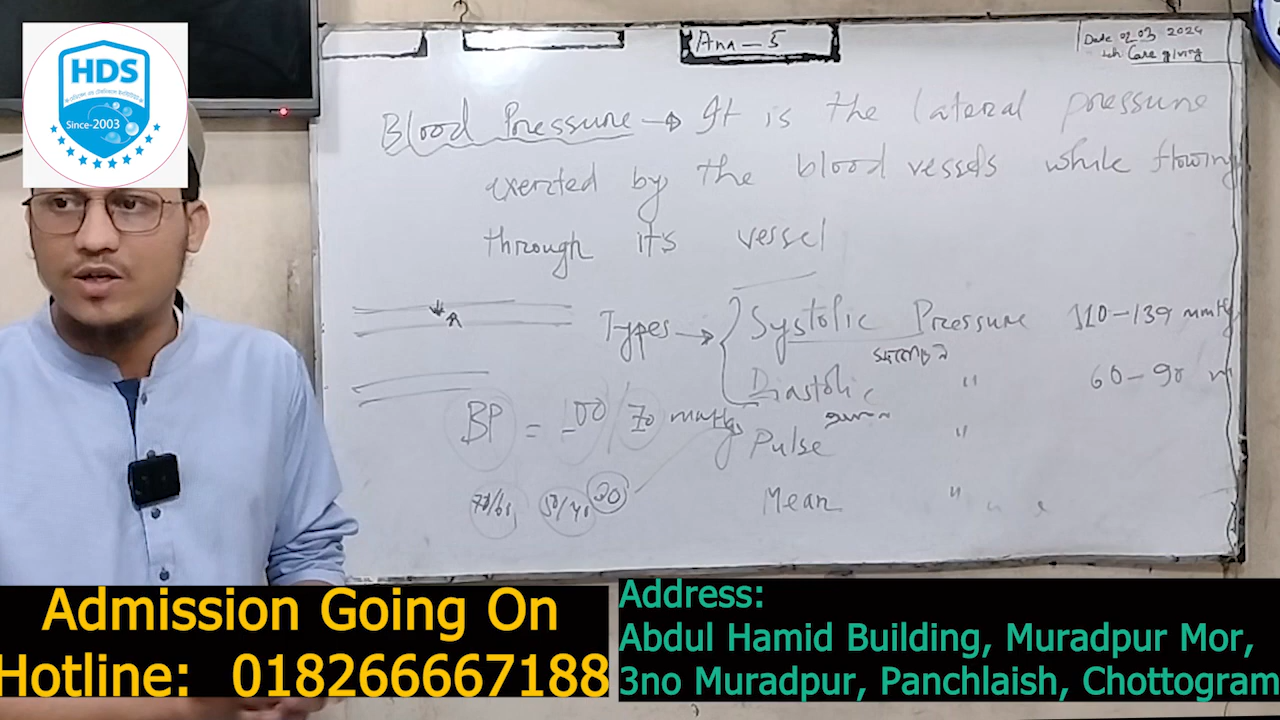 HDS
Since-2003
Ana - 5
Date 02.03 2024
Care giving
Blood Pressure → It is the lateral pressure
exerted by the blood vessels while flowing
through it's vessel
Types → Systolic Pressure 110-139 mmHg
Diastolic " 60-90
BP = 100/70 mmHg
Pulse "
20
Mean "
Admission Going On
Hotline: 018266667188
Address:
Abdul Hamid Building, Muradpur Mor,
3no Muradpur, Panchlaish, Chottogram